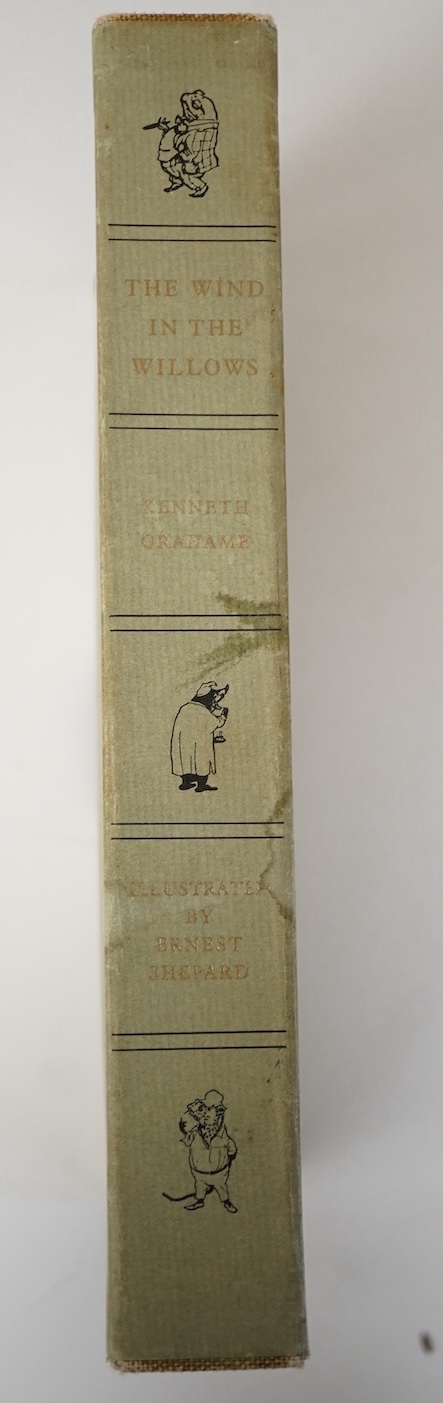 THE WIND
IN THE
WILLOWS
KENNETH
GRAHAME
ILLUSTRATED
BY
ERNEST
SHEPARD